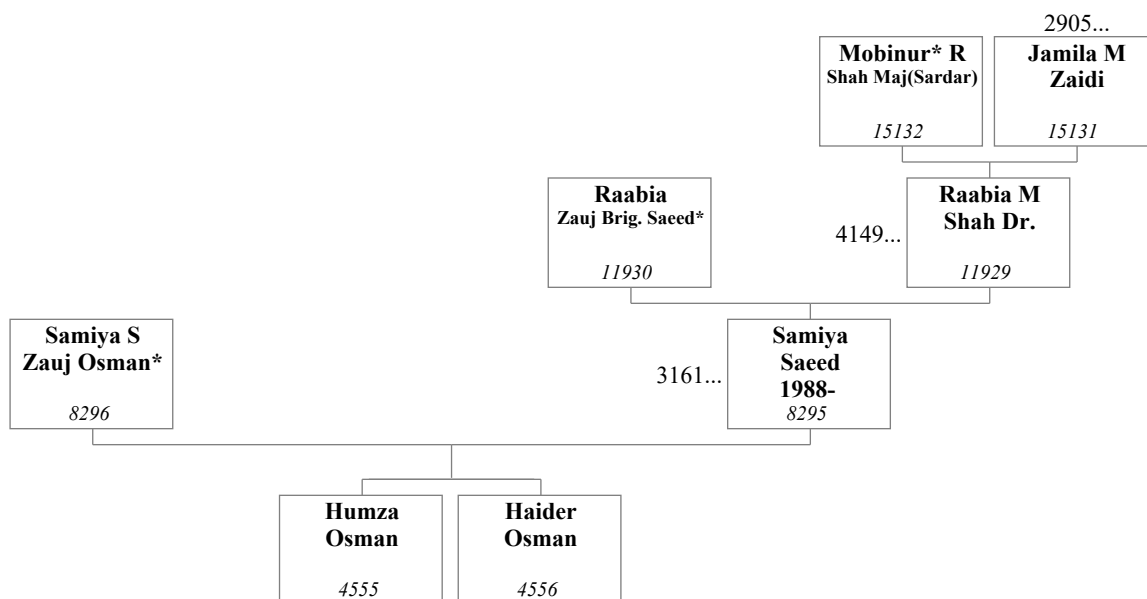 2905...
Mobinur* R
Shah Maj(Sardar)
15132
Jamila M
Zaidi
15131
Raabia
Zauj Brig. Saeed*
11930
4149...
Raabia M
Shah Dr.
11929
Samiya S
Zauj Osman*
8296
3161...
Samiya
Saeed
1988-
8295
Humza
Osman
4555
Haider
Osman
4556